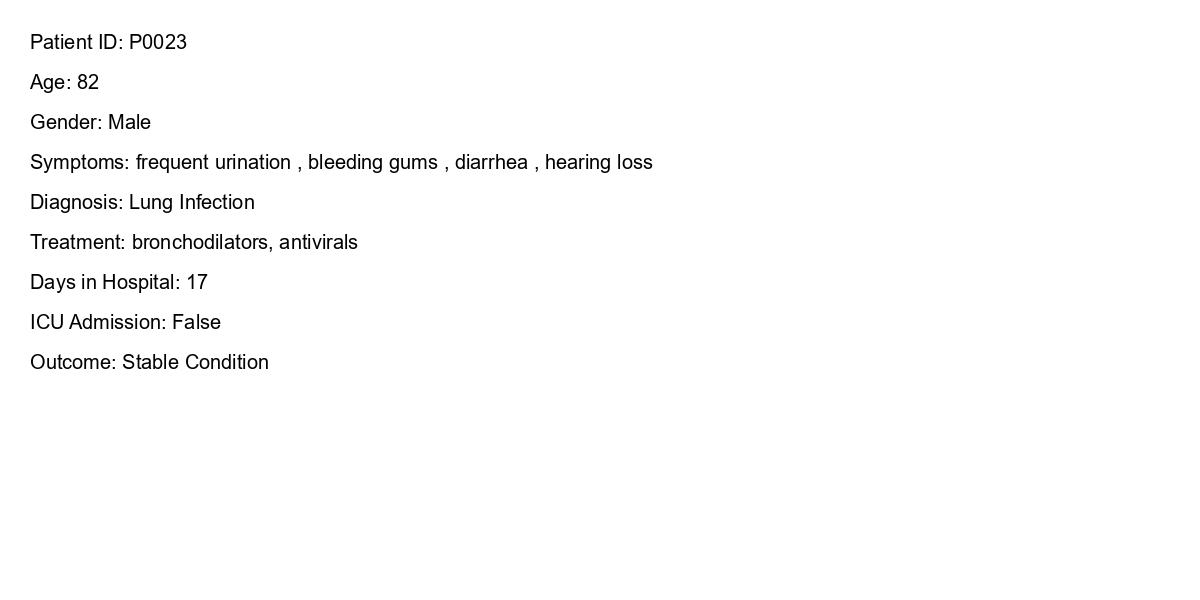 Patient ID: P0023
Age: 82
Gender: Male
Symptoms: frequent urination , bleeding gums , diarrhea , hearing loss
Diagnosis: Lung Infection
Treatment: bronchodilators, antivirals
Days in Hospital: 17
ICU Admission: False
Outcome: Stable Condition